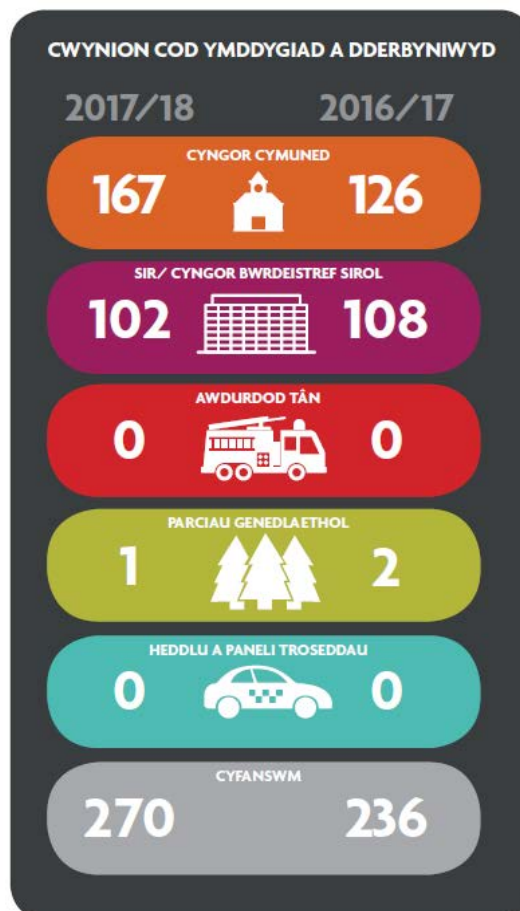 CWYNION COD YMDDYGIAD A DDERBYNIWYD
2017/18 2016/17
CYNGOR CYMUNED
167 126
SIR/ CYNGOR BWRDEISTREF SIROL
102 108
AWDURDOD TÂN
0 0
PARCIAU GENEDLAETHOL
1 2
HEDDLU A PANELI TROSEDDAU
0 0
CYFANSWM
270 236